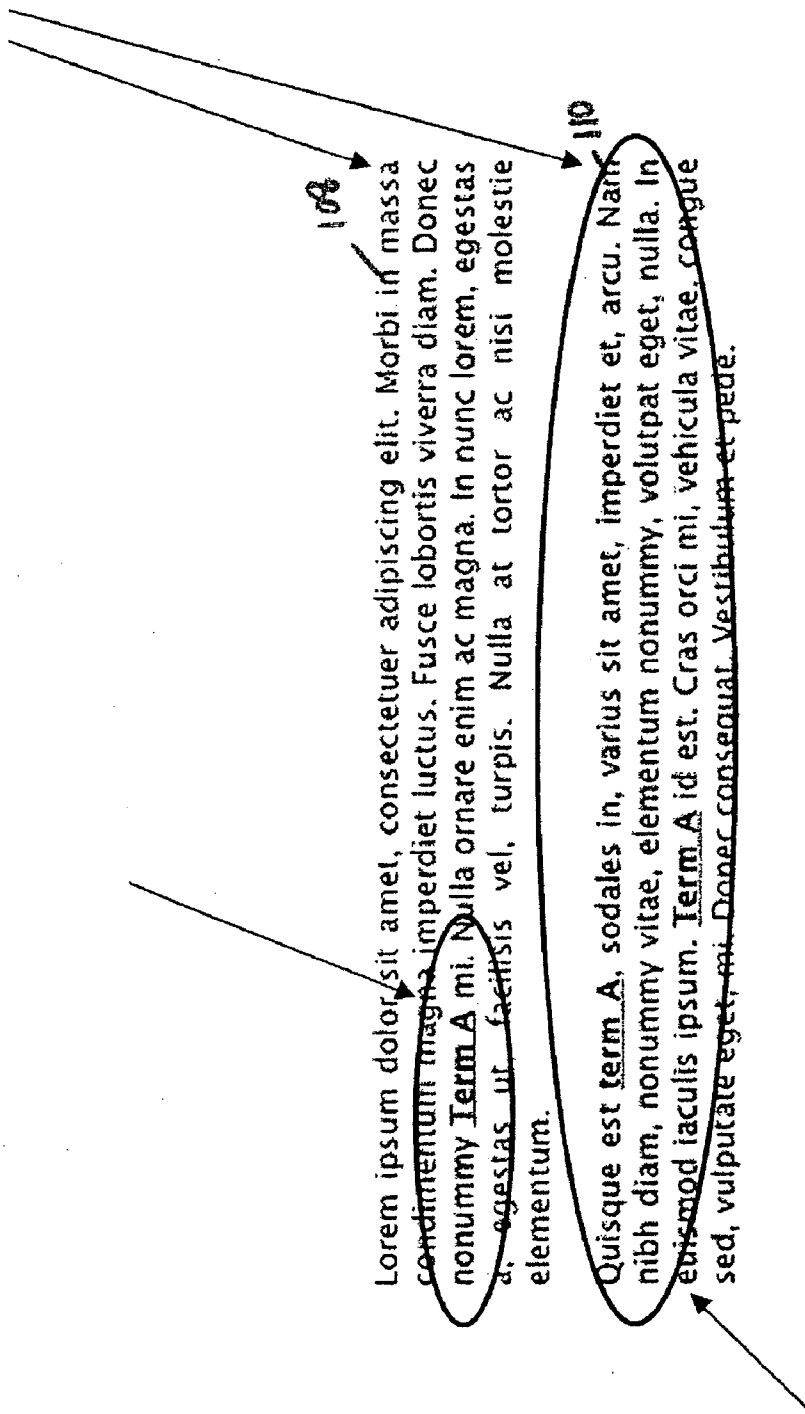 108
Lorem ipsum dolor sit amet, consectetuer adipiscing elit. Morbi in massa
condimentum magna imperdiet luctus. Fusce lobortis viverra diam. Donec
nonummy Term A mi. Nulla ornare enim ac magna. In nunc lorem, egestas
a, egestas ut facilisis vel, turpis. Nulla at tortor ac nisi molestie
elementum.
110
Quisque est term A, sodales in, varius sit amet, imperdiet et, arcu. Nam
nibh diam, nonummy vitae, elementum nonummy, volutpat eget, nulla. In
euismod iaculis ipsum. Term A id est. Cras orci mi, vehicula vitae, congue
sed, vulputate eget, mi. Donec consequat. Vestibulum et pede.